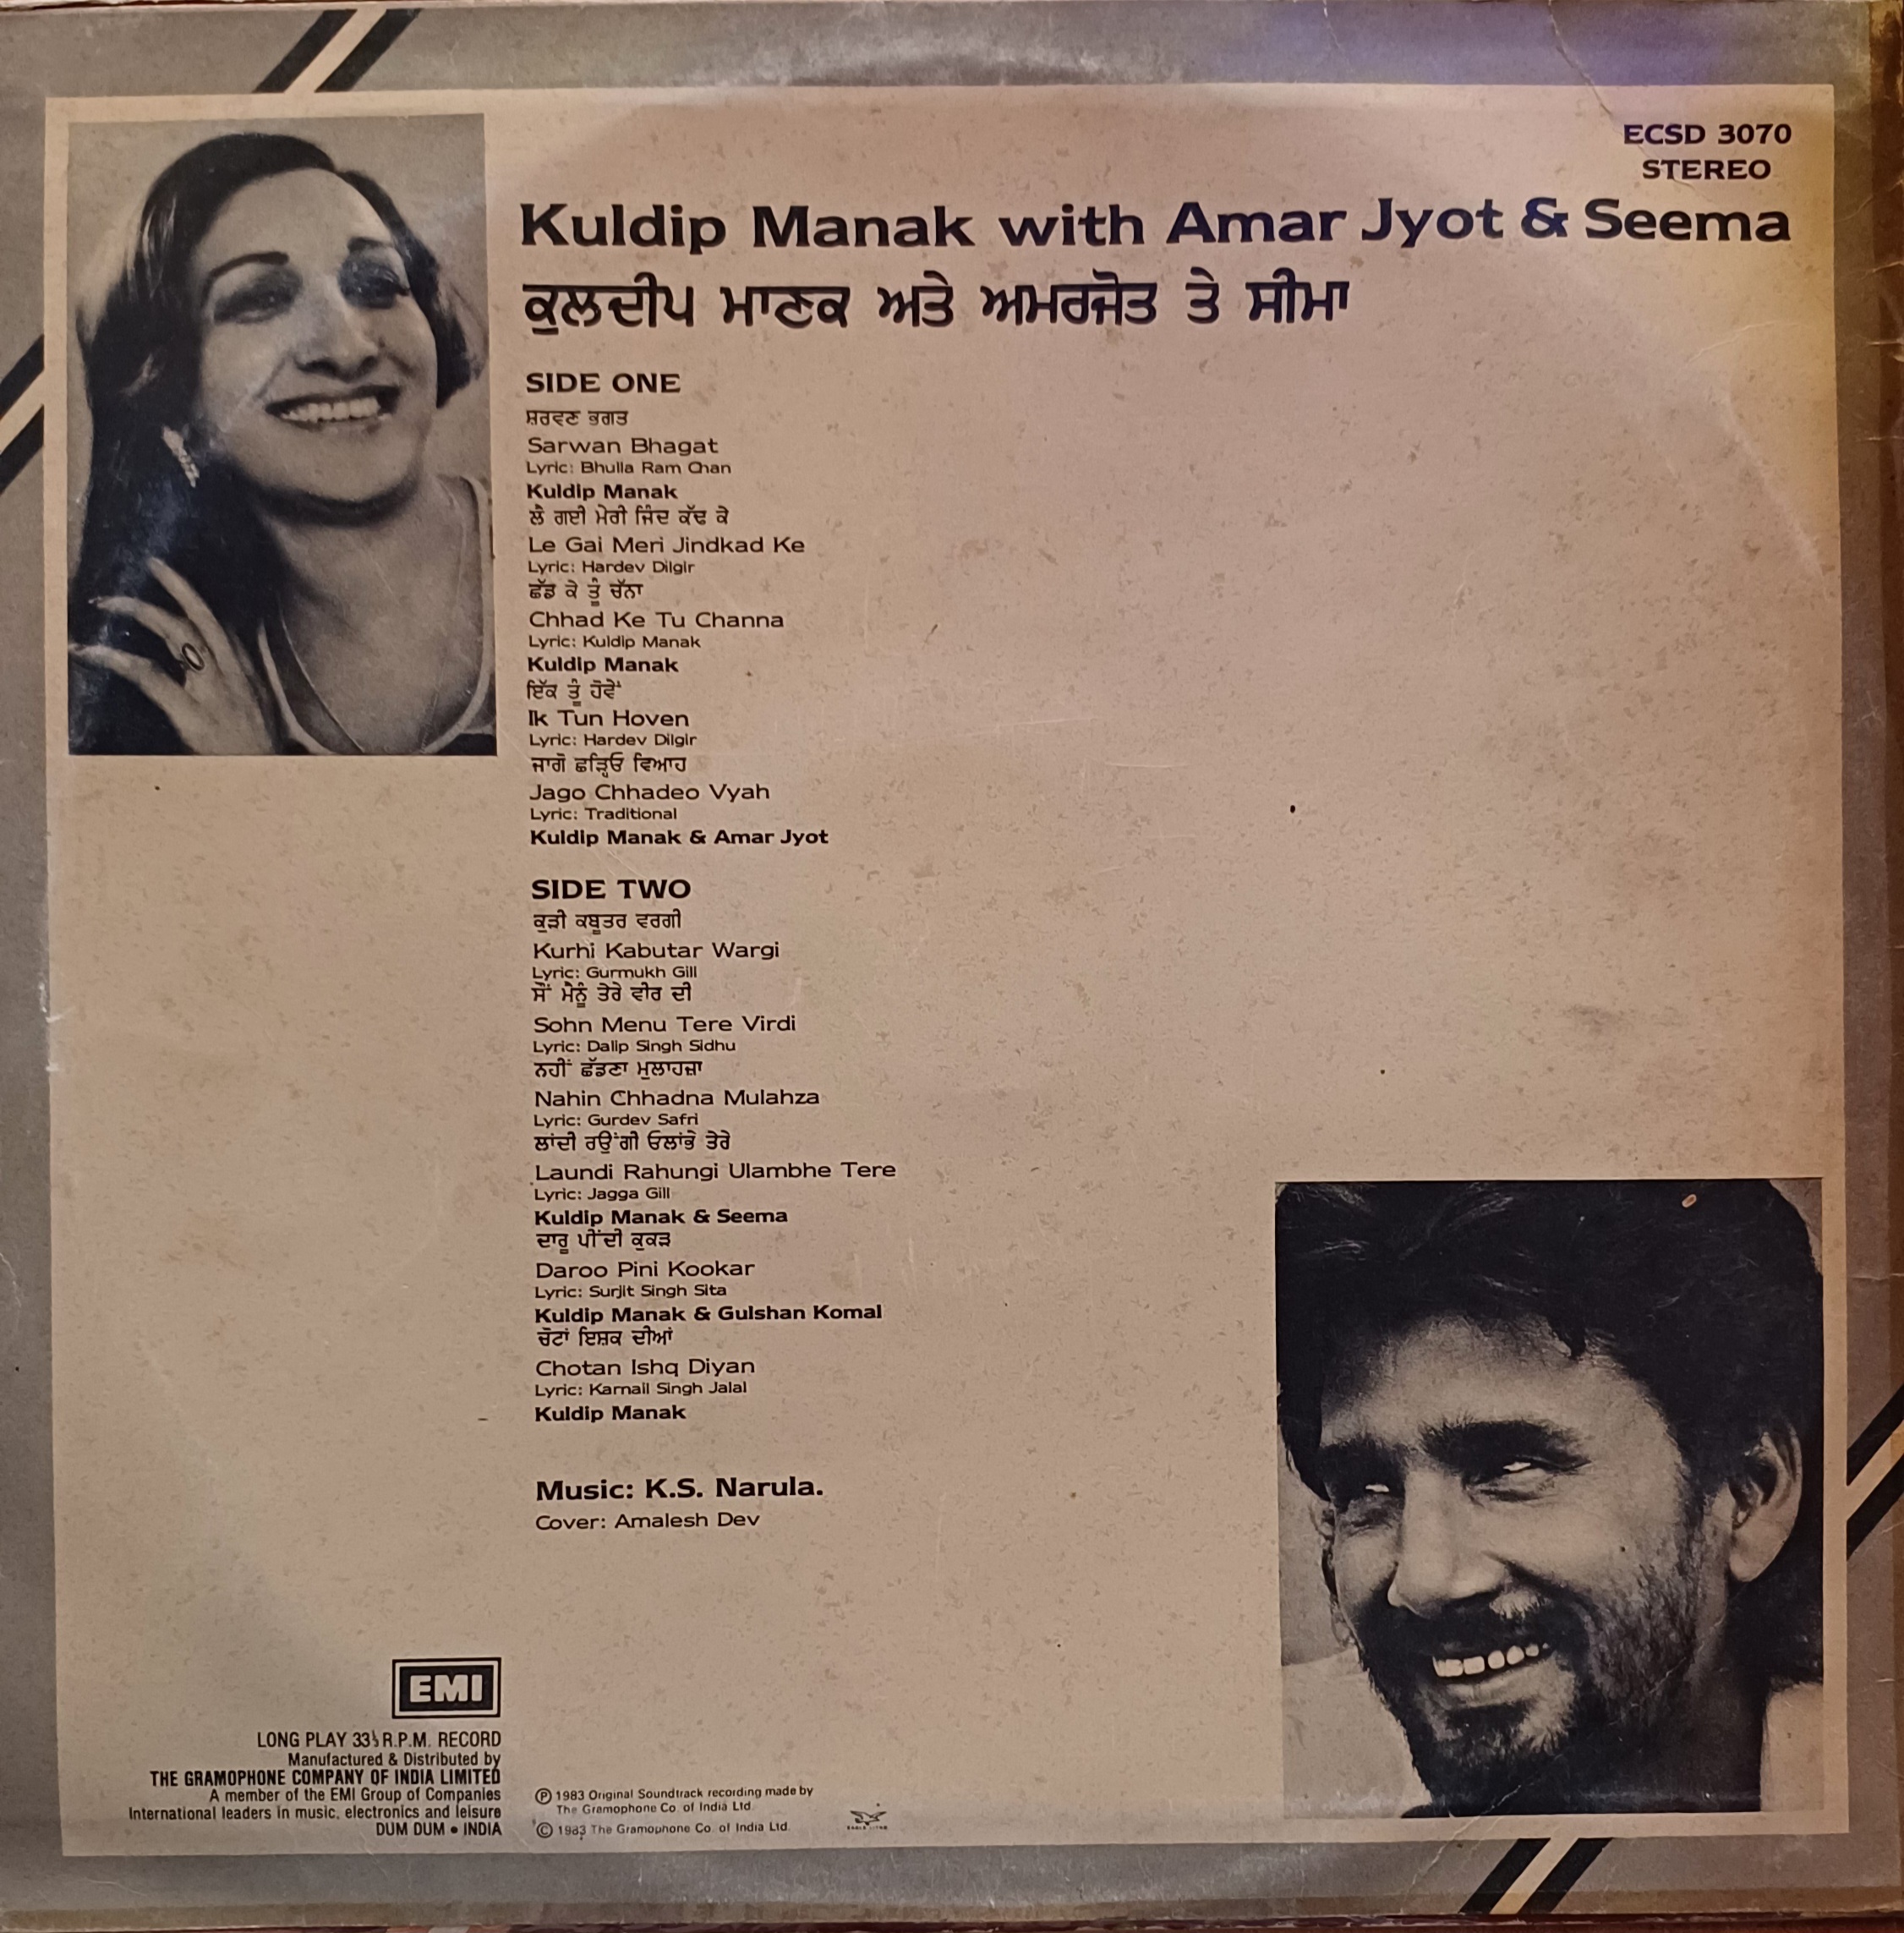 ECSD 3070
STEREO
Kuldip Manak with Amar Jyot & Seema
ਕੁਲਦੀਪ ਮਾਣਕ ਅਤੇ ਅਮਰਜੋਤ ਤੇ ਸੀਮਾ
SIDE ONE
ਸ਼ਰਵਣ ਭਗਤ
Sarwan Bhagat
Lyric: Bhulla Ram Chan
Kuldip Manak
ਲੈ ਗਈ ਮੇਰੀ ਜਿੰਦ ਕੱਢ ਕੇ
Le Gai Meri Jindkad Ke
Lyric: Hardev Dilgir
ਛੱਡ ਕੇ ਤੂੰ ਚੱਨਾ
Chhad Ke Tu Channa
Lyric: Kuldip Manak
Kuldip Manak
ਇੱਕ ਤੂੰ ਹੋਵੇਂ
Ik Tun Hoven
Lyric: Hardev Dilgir
ਜਾਗੋ ਛੜਿਓ ਵਿਆਹ
Jago Chhadeo Vyah
Lyric: Traditional
Kuldip Manak & Amar Jyot
SIDE TWO
ਕੁੜੀ ਕਬੂਤਰ ਵਰਗੀ
Kurhi Kabutar Wargi
Lyric: Gurmukh Gill
ਸੌਂ ਮੈਨੂੰ ਤੇਰੇ ਵੀਰ ਦੀ
Sohn Menu Tere Virdi
Lyric: Dalip Singh Sidhu
ਨਹੀਂ ਛੱਡਣਾ ਮੁਲਾਹਜ਼ਾ
Nahin Chhadna Mulahza
Lyric: Gurdev Safri
ਲਾਂਦੀ ਰਉਂਗੀ ਓਲਾਂਭੇ ਤੇਰੇ
Laundi Rahungi Ulambhe Tere
Lyric: Jagga Gill
Kuldip Manak & Seema
ਦਾਰੂ ਪੀਂਦੀ ਕੁਕੜ
Daroo Pini Kookar
Lyric: Surjit Singh Sita
Kuldip Manak & Gulshan Komal
ਚੋਟਾਂ ਇਸ਼ਕ ਦੀਆਂ
Chotan Ishq Diyan
Lyric: Karnail Singh Jalal
Kuldip Manak
Music: K.S. Narula.
Cover: Amalesh Dev
EMI
LONG PLAY 33⅓ R.P.M. RECORD
Manufactured & Distributed by
THE GRAMOPHONE COMPANY OF INDIA LIMITED
A member of the EMI Group of Companies
International leaders in music, electronics and leisure
DUM DUM • INDIA
℗ 1983 Original Soundtrack recording made by
The Gramophone Co. of India Ltd.
© 1983 The Gramophone Co. of India Ltd.